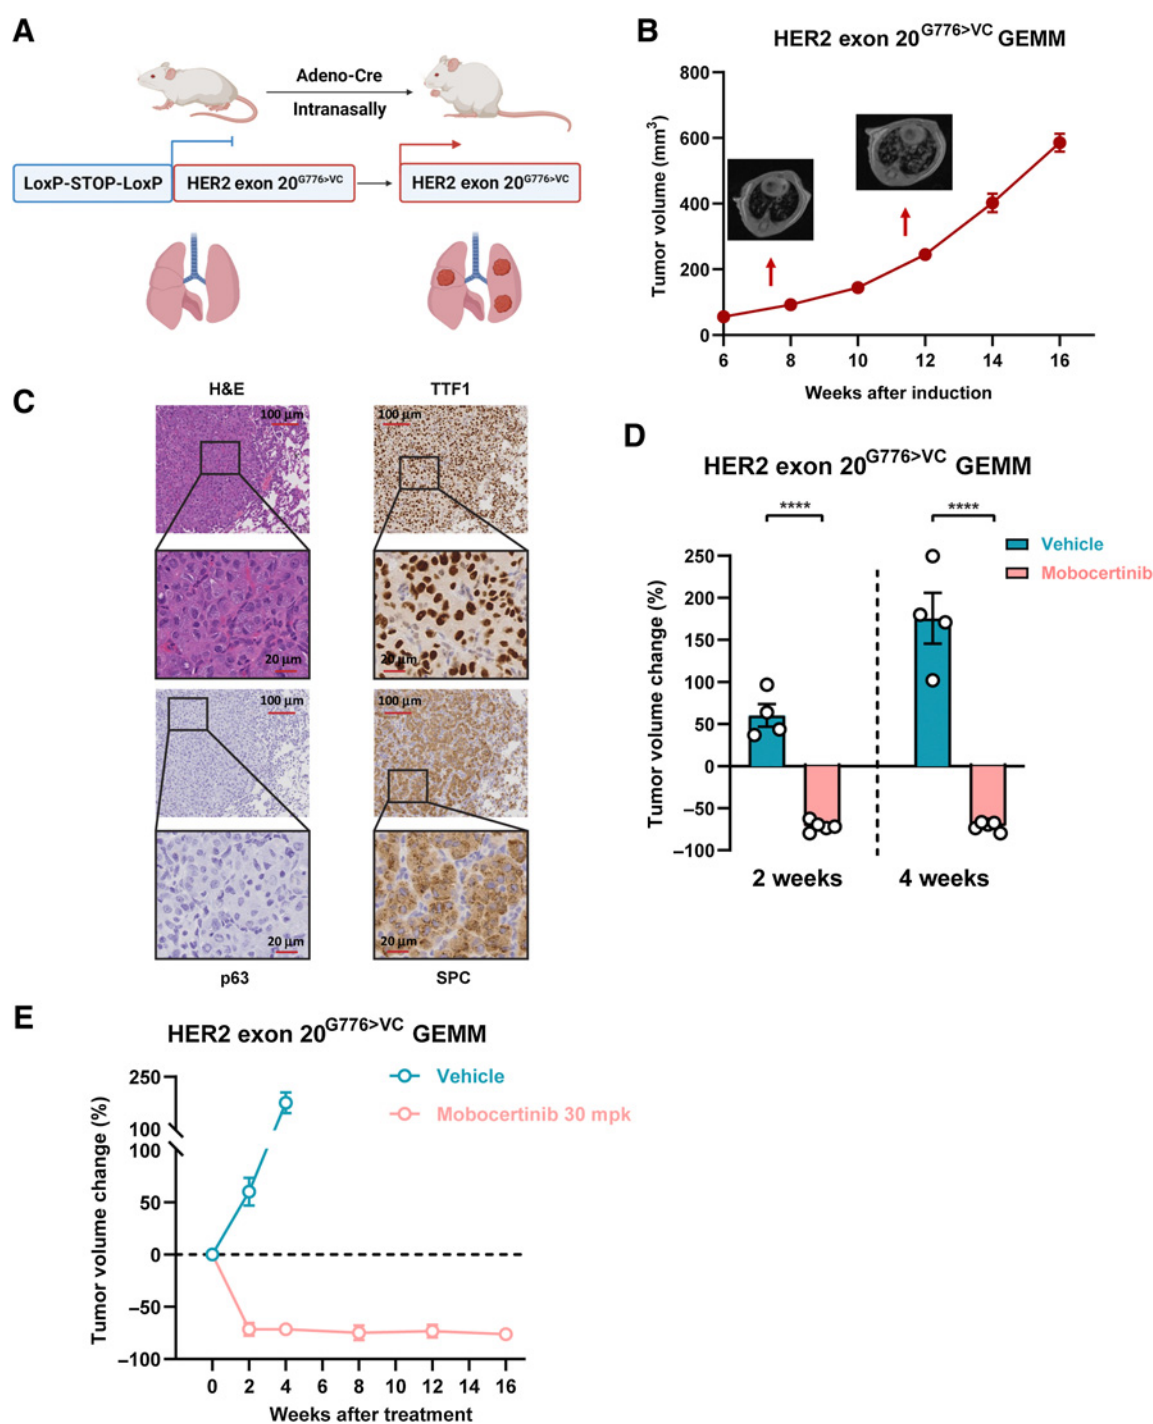 A
Adeno-Cre
Intranasally
LoxP-STOP-LoxP
HER2 exon 20G776>VC
HER2 exon 20G776>VC
B
HER2 exon 20G776>VC GEMM
Tumor volume (mm3)
800
600
400
200
0
6 8 10 12 14 16
Weeks after induction
C
H&E
TTF1
100 µm
100 µm
20 µm
20 µm
100 µm
100 µm
20 µm
20 µm
p63
SPC
D
HER2 exon 20G776>VC GEMM
**** ****
Vehicle
Mobocertinib
Tumor volume change (%)
250
200
150
100
50
0
−50
−100
2 weeks
4 weeks
E
HER2 exon 20G776>VC GEMM
Vehicle
Mobocertinib 30 mpk
Tumor volume change (%)
250
100
100
50
0
−50
−100
0 2 4 6 8 10 12 14 16
Weeks after treatment